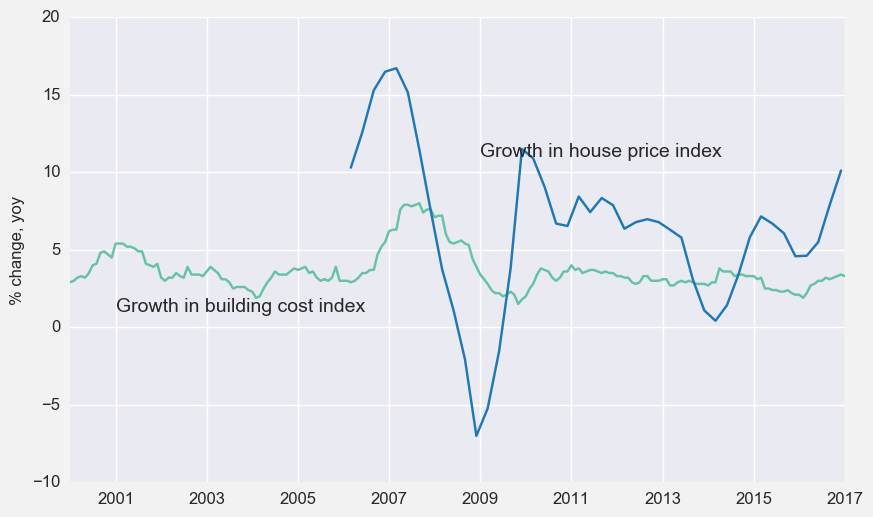 20
15
10
5
0
−5
−10
% change, yoy
Growth in house price index
Growth in building cost index
2001 2003 2005 2007 2009 2011 2013 2015 2017